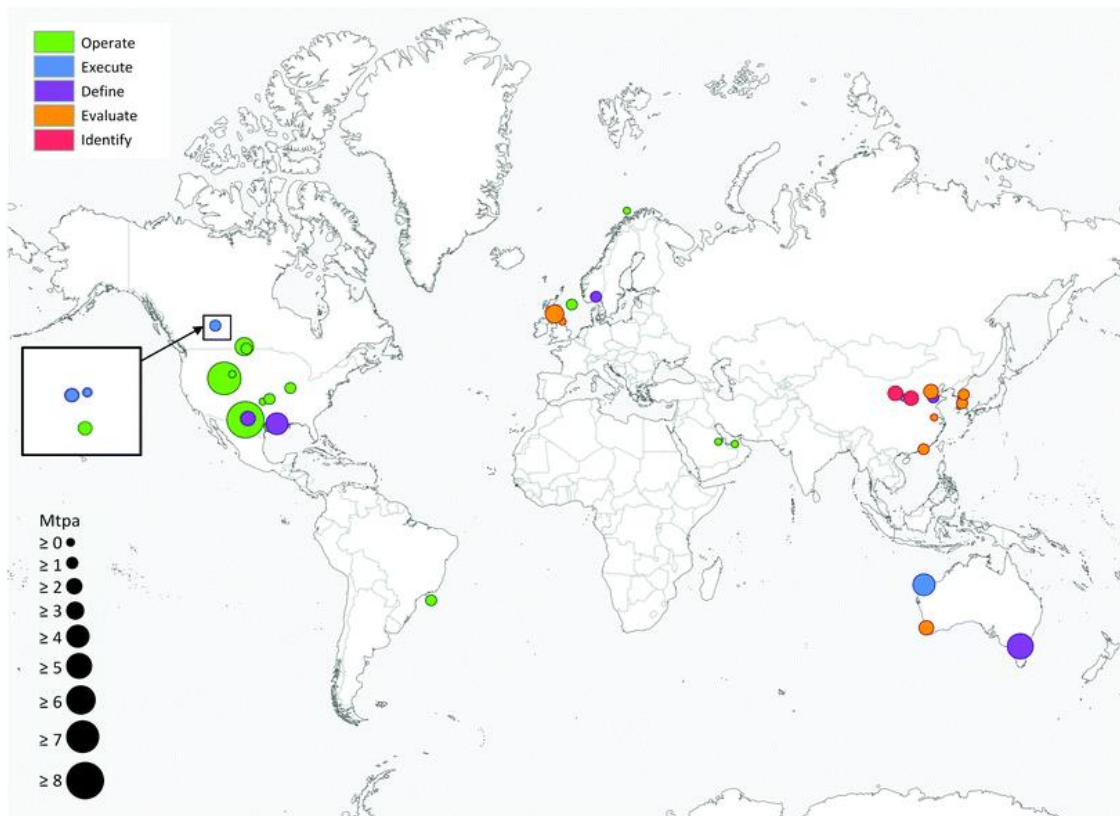 Operate
Execute
Define
Evaluate
Identify
Mtpa
≥ 0
≥ 1
≥ 2
≥ 3
≥ 4
≥ 5
≥ 6
≥ 7
≥ 8